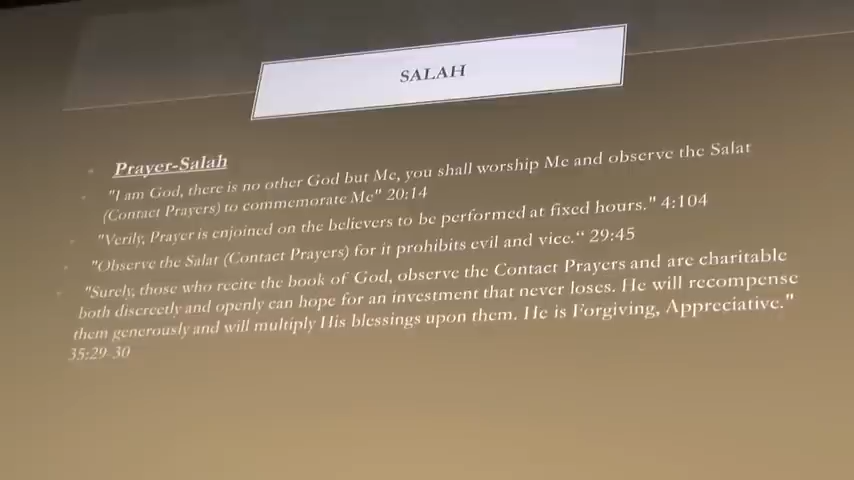 SALAH
Prayer-Salah
"I am God, there is no other God but Me, you shall worship Me and observe the Salat
(Contact Prayers) to commemorate Me" 20:14
"Verily, Prayer is enjoined on the believers to be performed at fixed hours." 4:104
"Observe the Salat (Contact Prayers) for it prohibits evil and vice.“ 29:45
"Surely, those who recite the book of God, observe the Contact Prayers and are charitable
both discreetly and openly can hope for an investment that never loses. He will recompense
them generously and will multiply His blessings upon them. He is Forgiving, Appreciative."
35:29-30